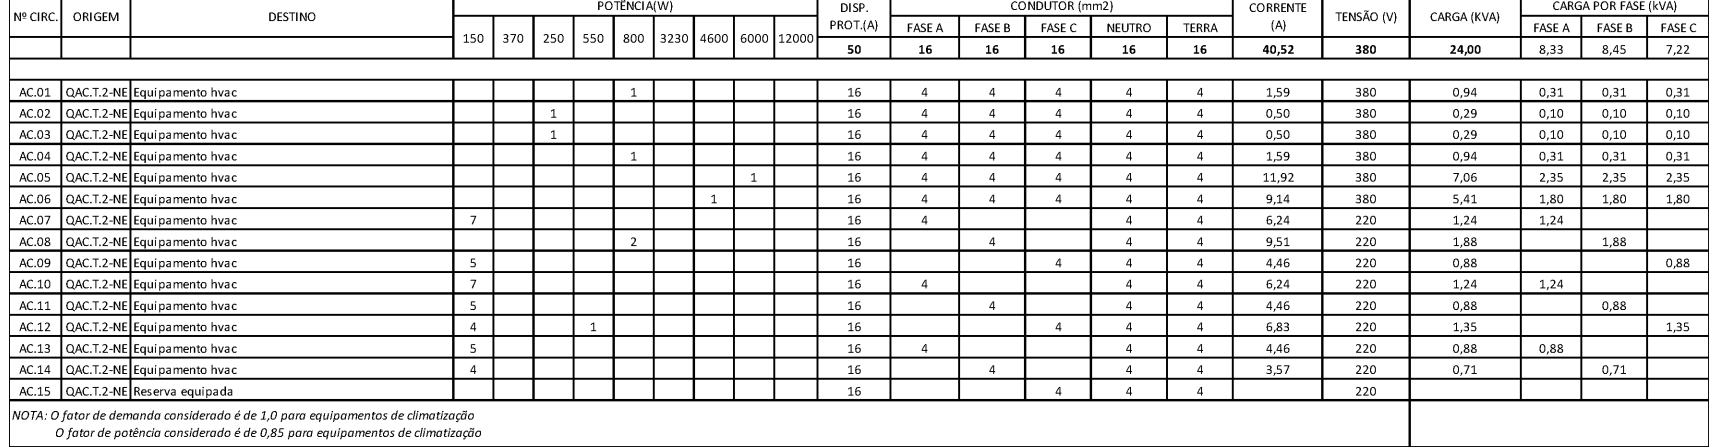 Nº CIRC. ORIGEM DESTINO POTÊNCIA(W) DISP. PROT.(A) CONDUTOR (mm2) CORRENTE (A) TENSÃO (V) CARGA (KVA) CARGA POR FASE (kVA)
150 370 250 550 800 3230 4600 6000 12000 FASE A FASE B FASE C NEUTRO TERRA FASE A FASE B FASE C
50 16 16 16 16 16 40,52 380 24,00 8,33 8,45 7,22
AC.01 QAC.T.2-NE Equipamento hvac 1 16 4 4 4 4 4 1,59 380 0,94 0,31 0,31 0,31
AC.02 QAC.T.2-NE Equipamento hvac 1 16 4 4 4 4 4 0,50 380 0,29 0,10 0,10 0,10
AC.03 QAC.T.2-NE Equipamento hvac 1 16 4 4 4 4 4 0,50 380 0,29 0,10 0,10 0,10
AC.04 QAC.T.2-NE Equipamento hvac 1 16 4 4 4 4 4 1,59 380 0,94 0,31 0,31 0,31
AC.05 QAC.T.2-NE Equipamento hvac 1 16 4 4 4 4 4 11,92 380 7,06 2,35 2,35 2,35
AC.06 QAC.T.2-NE Equipamento hvac 1 16 4 4 4 4 4 9,14 380 5,41 1,80 1,80 1,80
AC.07 QAC.T.2-NE Equipamento hvac 7 16 4 4 4 6,24 220 1,24 1,24
AC.08 QAC.T.2-NE Equipamento hvac 2 16 4 4 4 9,51 220 1,88 1,88
AC.09 QAC.T.2-NE Equipamento hvac 5 16 4 4 4 4,46 220 0,88 0,88
AC.10 QAC.T.2-NE Equipamento hvac 7 16 4 4 4 6,24 220 1,24 1,24
AC.11 QAC.T.2-NE Equipamento hvac 5 16 4 4 4 4,46 220 0,88 0,88
AC.12 QAC.T.2-NE Equipamento hvac 4 1 16 4 4 4 6,83 220 1,35 1,35
AC.13 QAC.T.2-NE Equipamento hvac 5 16 4 4 4 4,46 220 0,88 0,88
AC.14 QAC.T.2-NE Equipamento hvac 4 16 4 4 4 3,57 220 0,71 0,71
AC.15 QAC.T.2-NE Reserva equipada 16 4 4 4 220
NOTA: O fator de demanda considerado é de 1,0 para equipamentos de climatização
O fator de potência considerado é de 0,85 para equipamentos de climatização